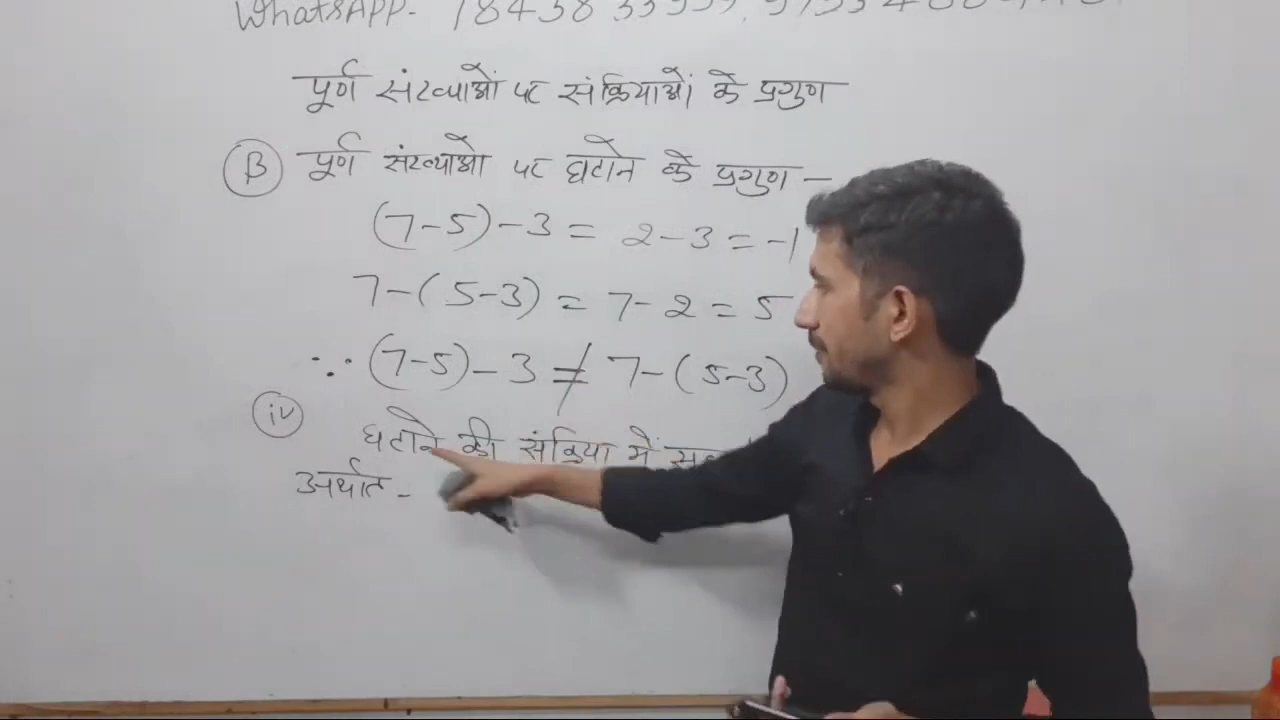 WhatsAPP-
पूर्ण संख्याओं पर संक्रियाओं के प्रगुण
(B) पूर्ण संख्याओ पर घटाने के प्रगुण -
(7-5)-3 = 2-3 = -1
7-(5-3) = 7-2 = 5
∵ (7-5)-3 ≠ 7-(5-3)
(iv)
घटाने की संक्रिया में
अर्थात -